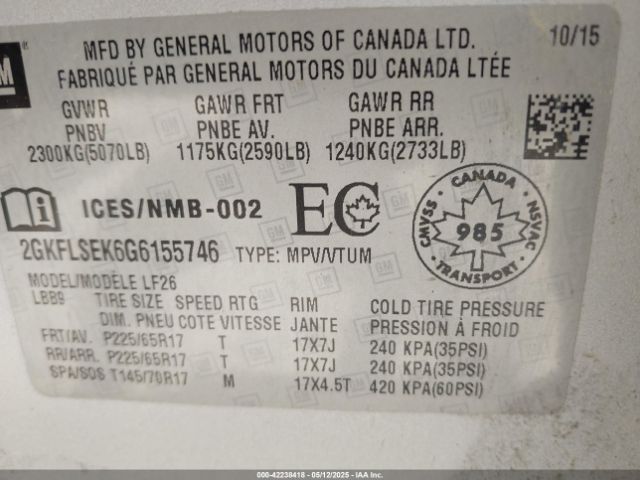 GM
MFD BY GENERAL MOTORS OF CANADA LTD. 10/15
FABRIQUÉ PAR GENERAL MOTORS DU CANADA LTÉE
GVWR GAWR FRT GAWR RR
PNBV PNBE AV. PNBE ARR.
2300KG(5070LB) 1175KG(2590LB) 1240KG(2733LB)
ICES/NMB-002 EC
CANADA
CMVSS 985 NSVAC
TRANSPORT
2GKFLSEK6G6155746 TYPE: MPV/VTUM
MODEL/MODÈLE LF26
LBB9 TIRE SIZE SPEED RTG RIM COLD TIRE PRESSURE
DIM. PNEU COTE VITESSE JANTE PRESSION À FROID
FRT/AV. P225/65R17 T 17X7J 240 KPA(35PSI)
RR/ARR. P225/65R17 T 17X7J 240 KPA(35PSI)
SPA/SOS T145/70R17 M 17X4.5T 420 KPA(60PSI)
000-42238418 - 05/12/2025 - IAAI Inc.